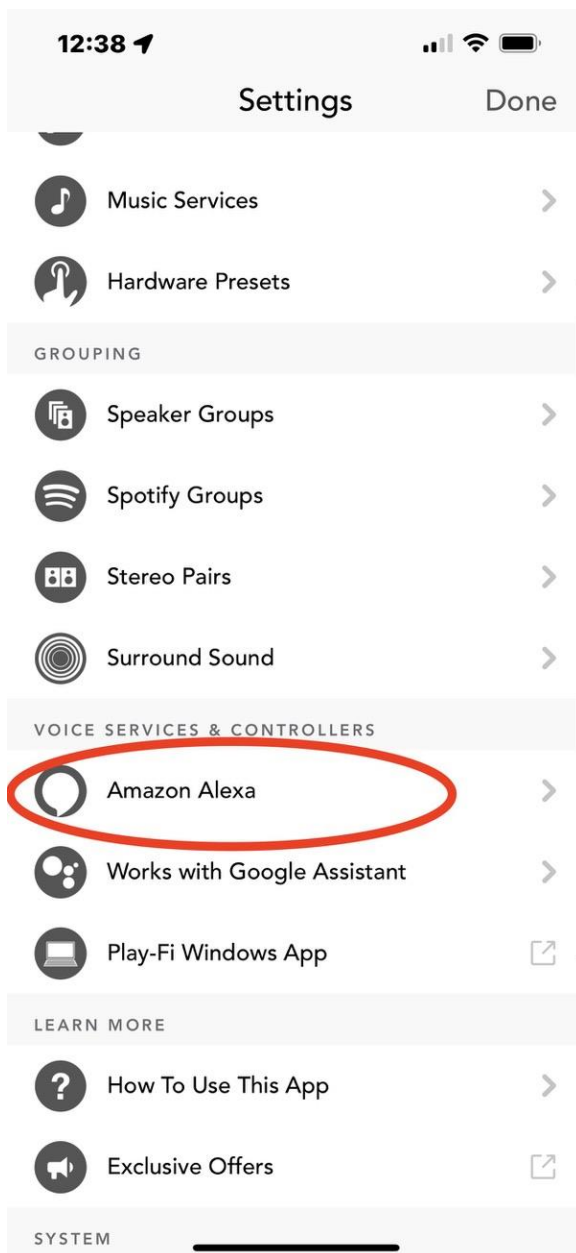 12:38
Settings
Done
Music Services
Hardware Presets
GROUPING
Speaker Groups
Spotify Groups
Stereo Pairs
Surround Sound
VOICE SERVICES & CONTROLLERS
Amazon Alexa
Works with Google Assistant
Play-Fi Windows App
LEARN MORE
? How To Use This App
Exclusive Offers
SYSTEM